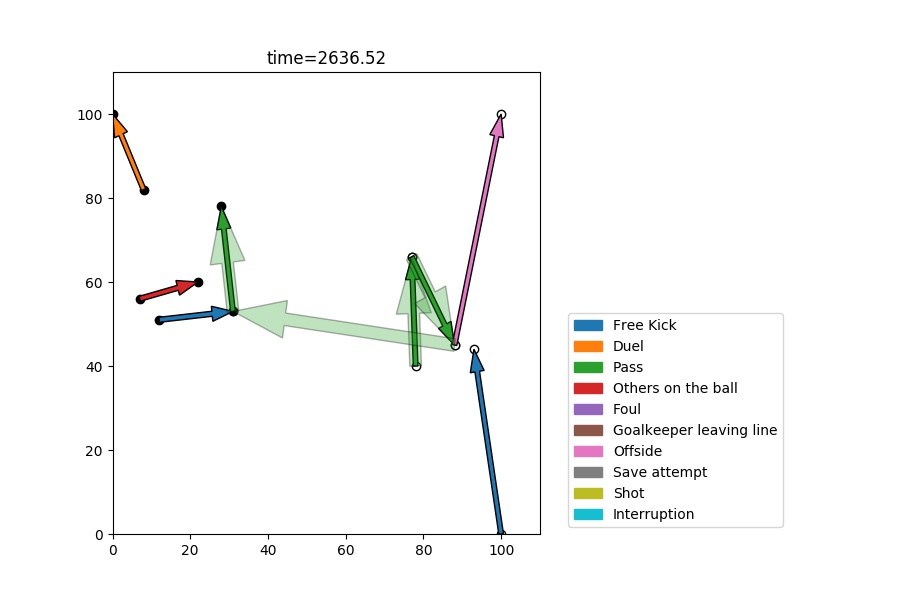 time=2636.52
100
80
60
40
20
0
0 20 40 60 80 100
Free Kick
Duel
Pass
Others on the ball
Foul
Goalkeeper leaving line
Offside
Save attempt
Shot
Interruption